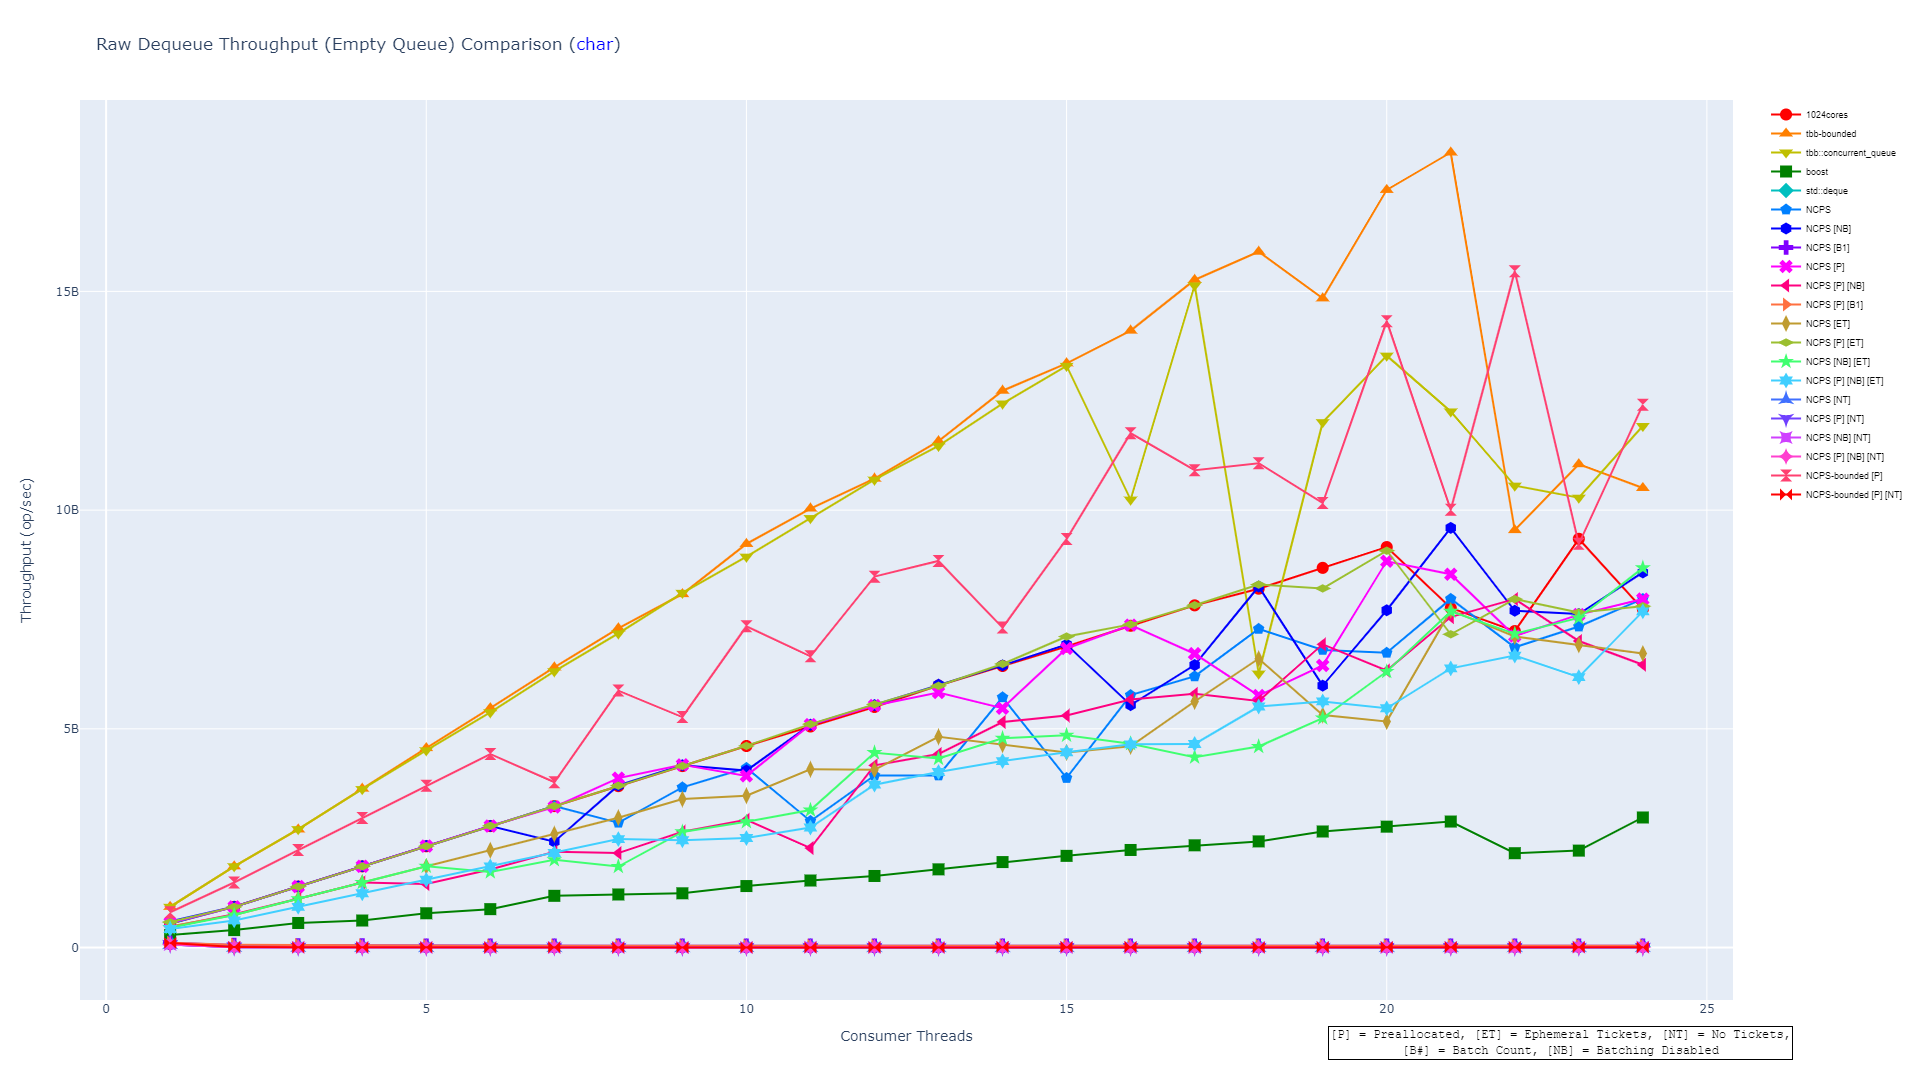 Raw Dequeue Throughput (Empty Queue) Comparison (char)
1024cores
tbb-bounded
tbb::concurrent_queue
boost
std::deque
NCPS
NCPS [NB]
NCPS [B1]
NCPS [P]
NCPS [P] [NB]
NCPS [P] [B1]
NCPS [ET]
NCPS [P] [ET]
NCPS [NB] [ET]
NCPS [P] [NB] [ET]
NCPS [NT]
NCPS [P] [NT]
NCPS [NB] [NT]
NCPS [P] [NB] [NT]
NCPS-bounded [P]
NCPS-bounded [P] [NT]
15B
10B
5B
0
Throughput (op/sec)
0 5 10 15 20 25
Consumer Threads
[P] = Preallocated, [ET] = Ephemeral Tickets, [NT] = No Tickets,
[B#] = Batch Count, [NB] = Batching Disabled